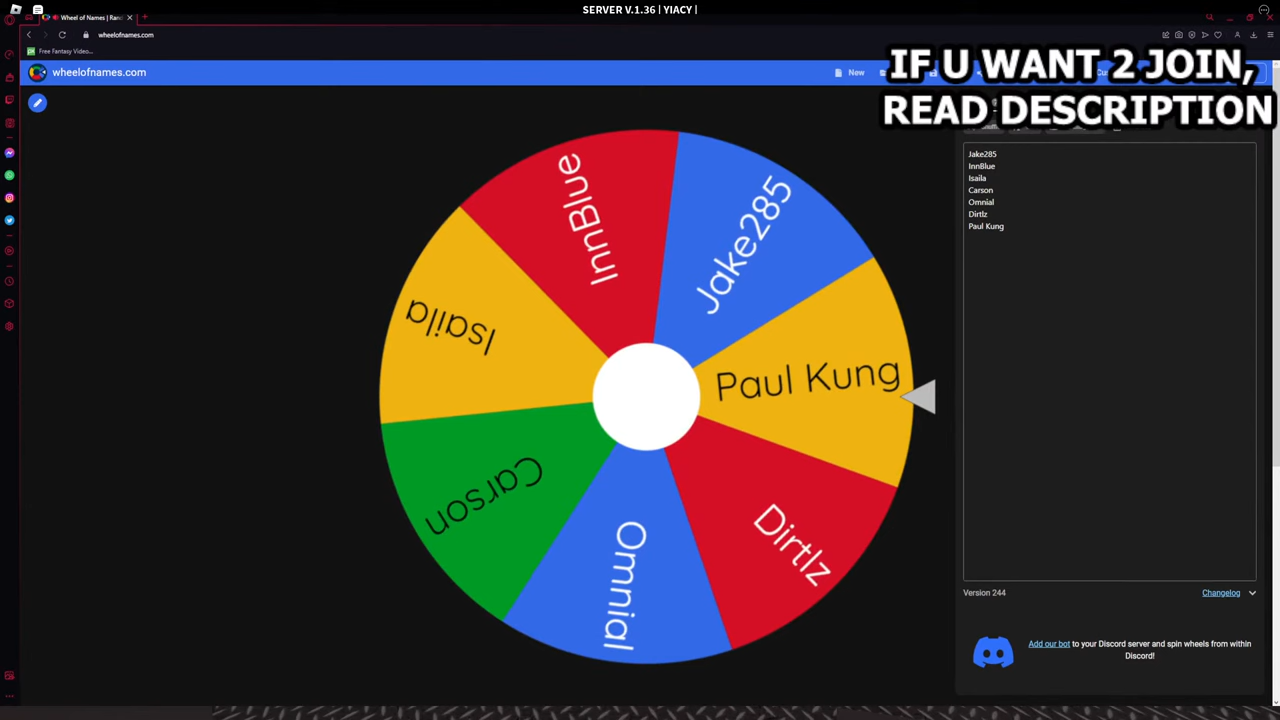 SERVER V.1.36 | YIACY |
Wheel of Names | Ran
wheelofnames.com
Free Fantasy Video...
wheelofnames.com
New
IF U WANT 2 JOIN,
READ DESCRIPTION
InnBlue
Jake285
Isaila
Paul Kung
Carson
Omnial
Dirtlz
Jake285
InnBlue
Isaila
Carson
Omnial
Dirtlz
Paul Kung
Version 244
Changelog
Add our bot to your Discord server and spin wheels from within
Discord!